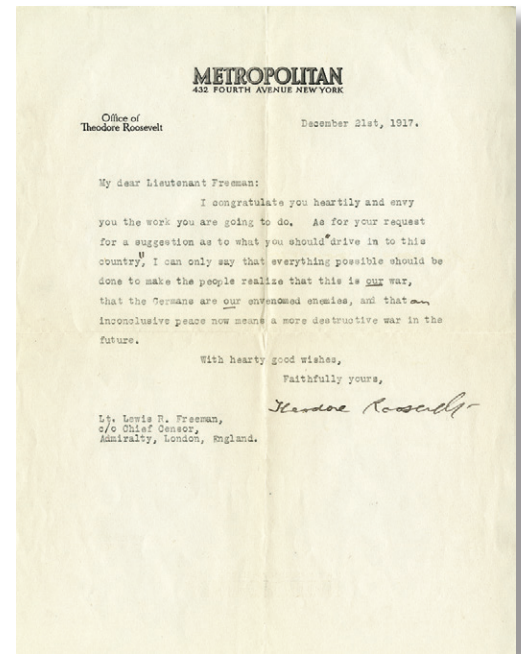 METROPOLITAN
432 FOURTH AVENUE NEW YORK
Office of
Theodore Roosevelt
December 21st, 1917.
My dear Lieutenant Freeman:
I congratulate you heartily and envy
you the work you are going to do. As for your request
for a suggestion as to what you should "drive in to this
country", I can only say that everything possible should be
done to make the people realize that this is our war,
that the Germans are our envenomed enemies, and that an
inconclusive peace now means a more destructive war in the
future.
With hearty good wishes,
Faithfully yours,
Theodore Roosevelt
Lt. Lewis R. Freeman,
c/o Chief Censor,
Admiralty, London, England.